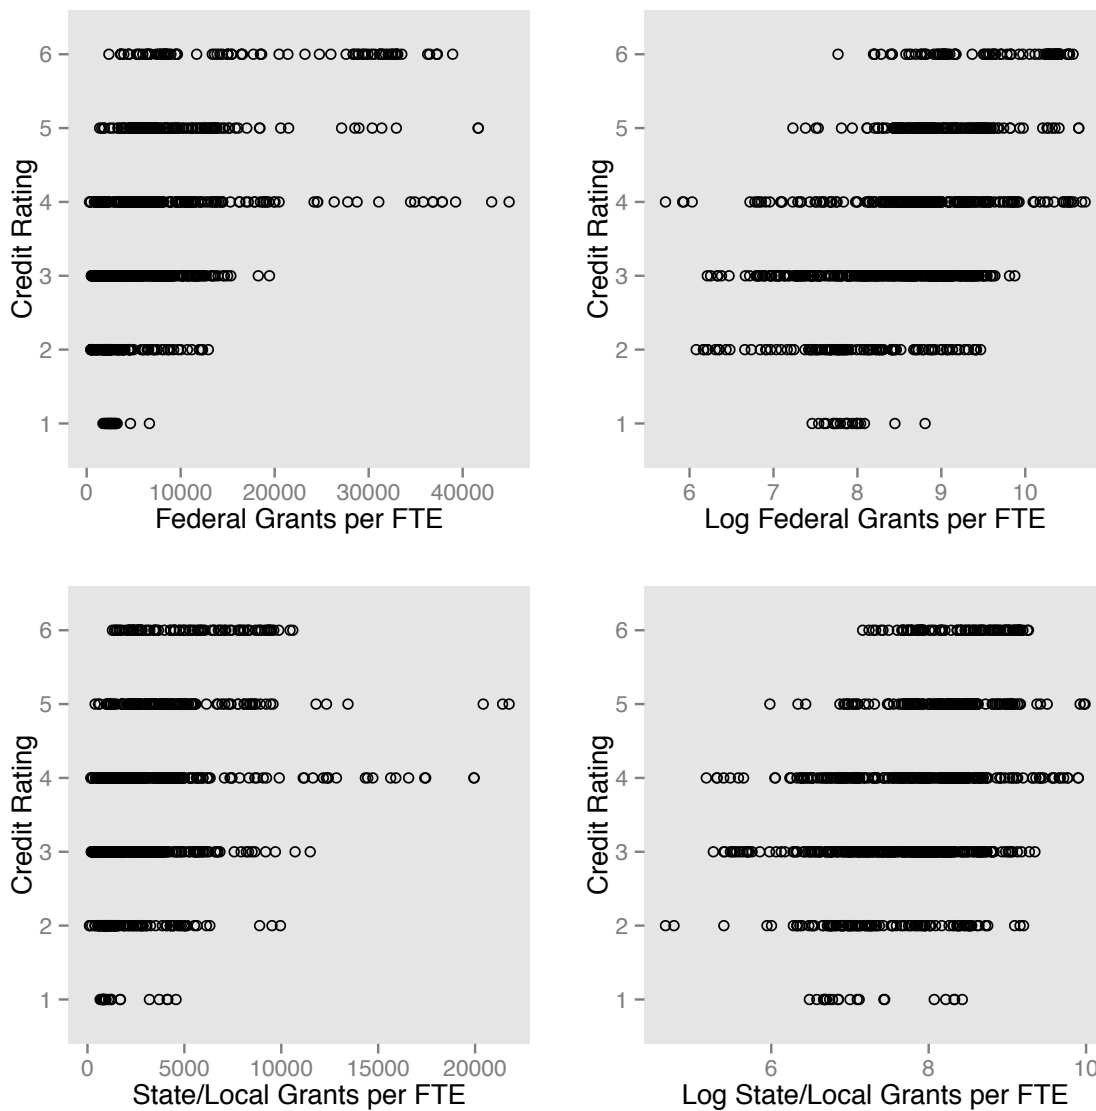 6
5
4
3
2
1
Credit Rating
0 10000 20000 30000 40000
Federal Grants per FTE
6
5
4
3
2
1
Credit Rating
6 7 8 9 10
Log Federal Grants per FTE
6
5
4
3
2
1
Credit Rating
0 5000 10000 15000 20000
State/Local Grants per FTE
6
5
4
3
2
1
Credit Rating
6 8 10
Log State/Local Grants per FTE